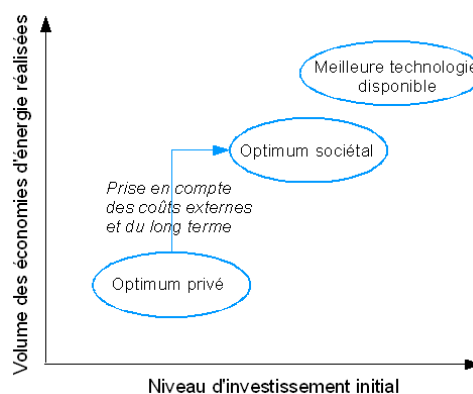 Volume des économies d'énergie réalisées
Meilleure technologie
disponible
Optimum sociétal
Prise en compte
des coûts externes
et du long terme
Optimum privé
Niveau d'investissement initial